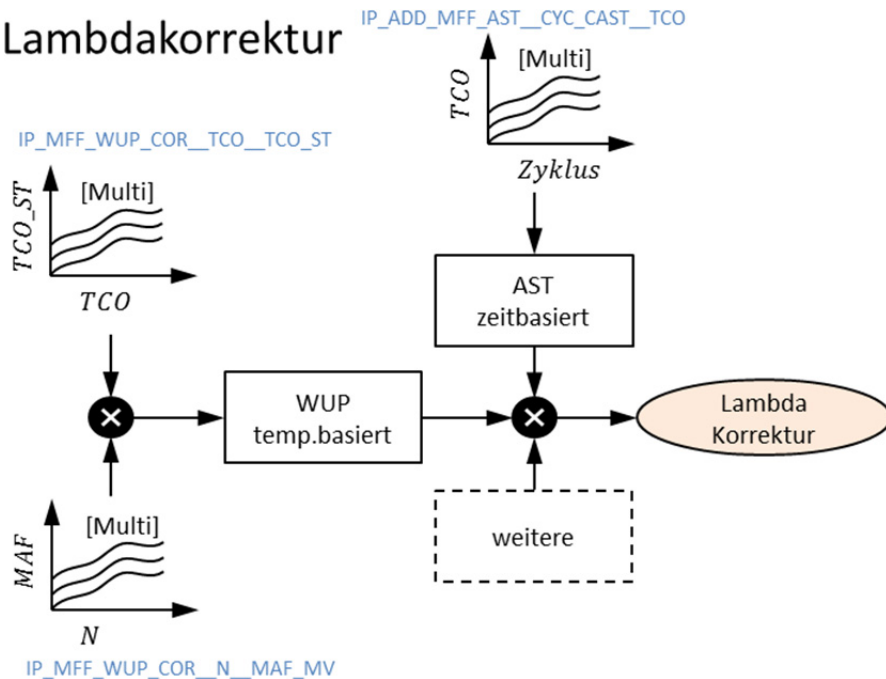 Lambdakorrektur
IP_ADD_MFF_AST__CYC_CAST__TCO
[Multi]
TCO
Zyklus
IP_MFF_WUP_COR__TCO__TCO_ST
[Multi]
TCO_ST
TCO
AST
zeitbasiert
WUP
temp.basiert
Lambda
Korrektur
weitere
[Multi]
MAF
N
IP_MFF_WUP_COR__N__MAF_MV